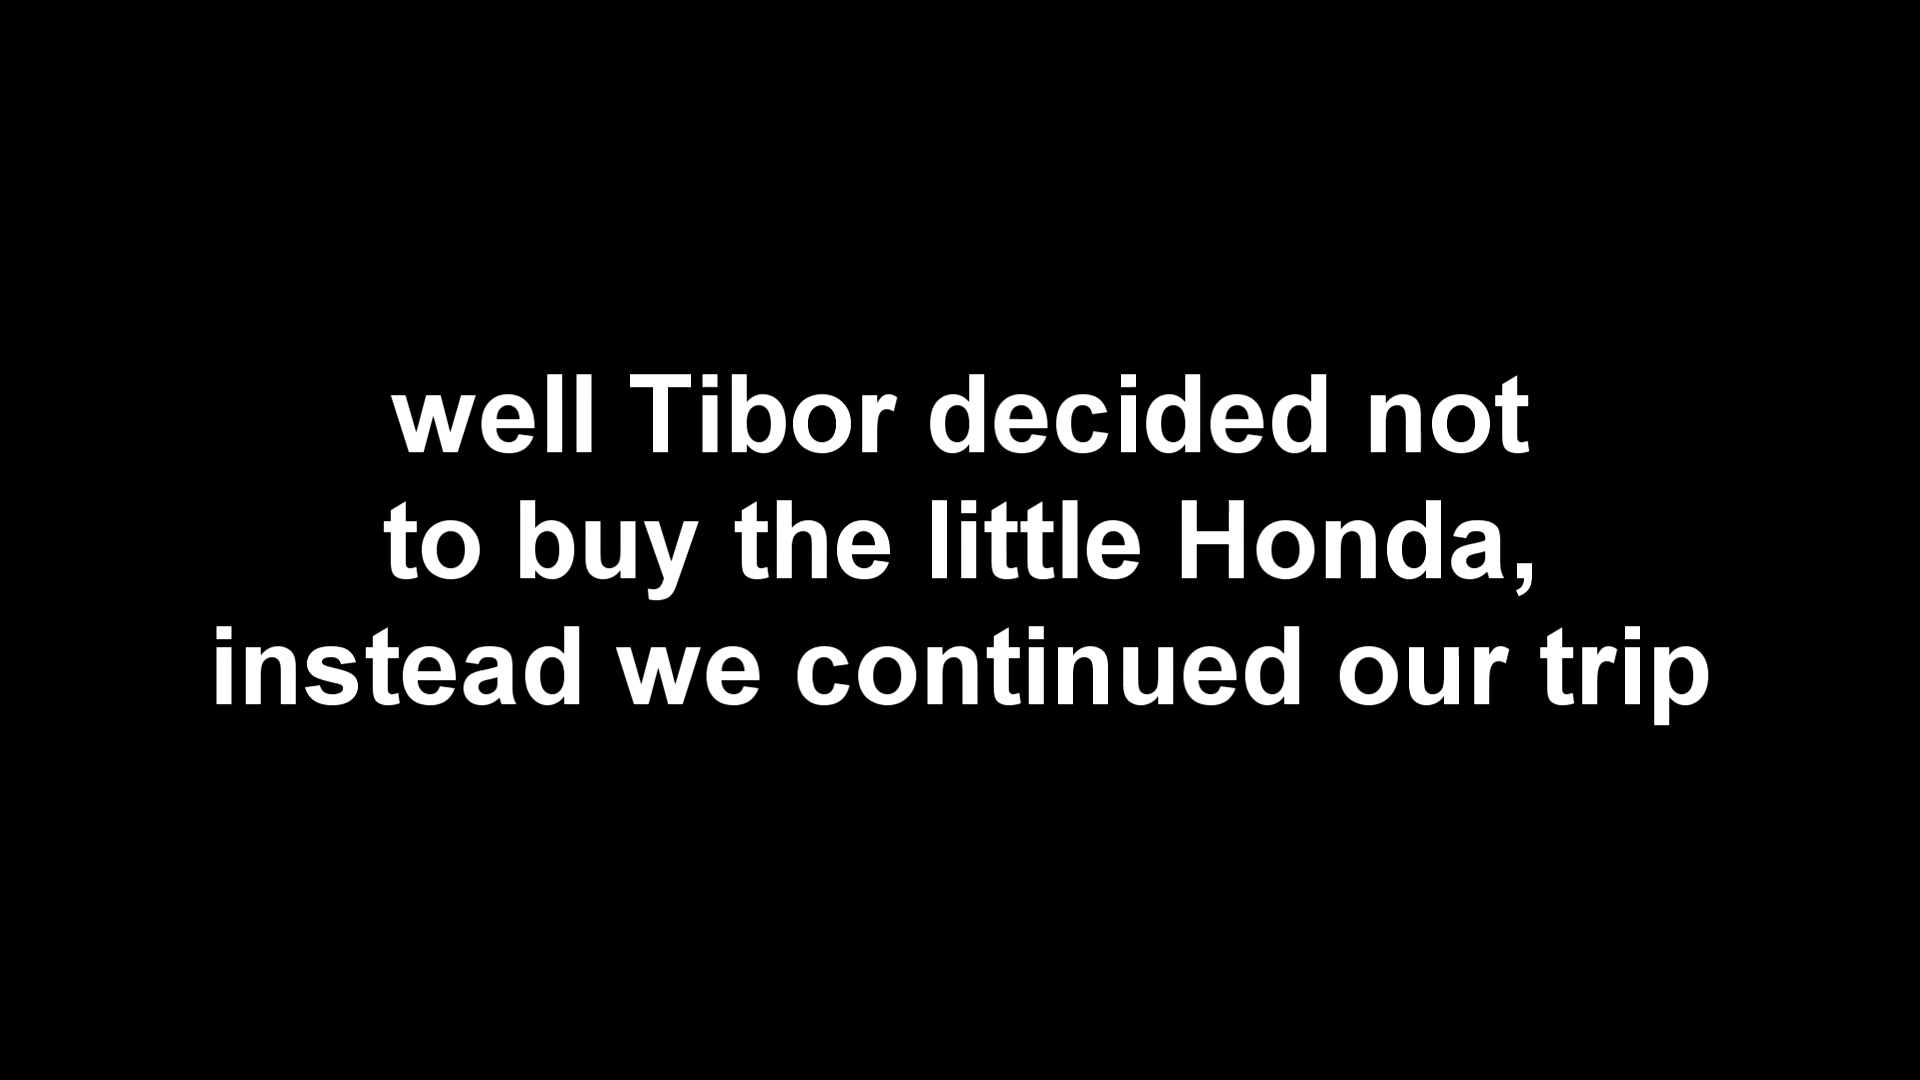 well Tibor decided not
to buy the little Honda,
instead we continued our trip